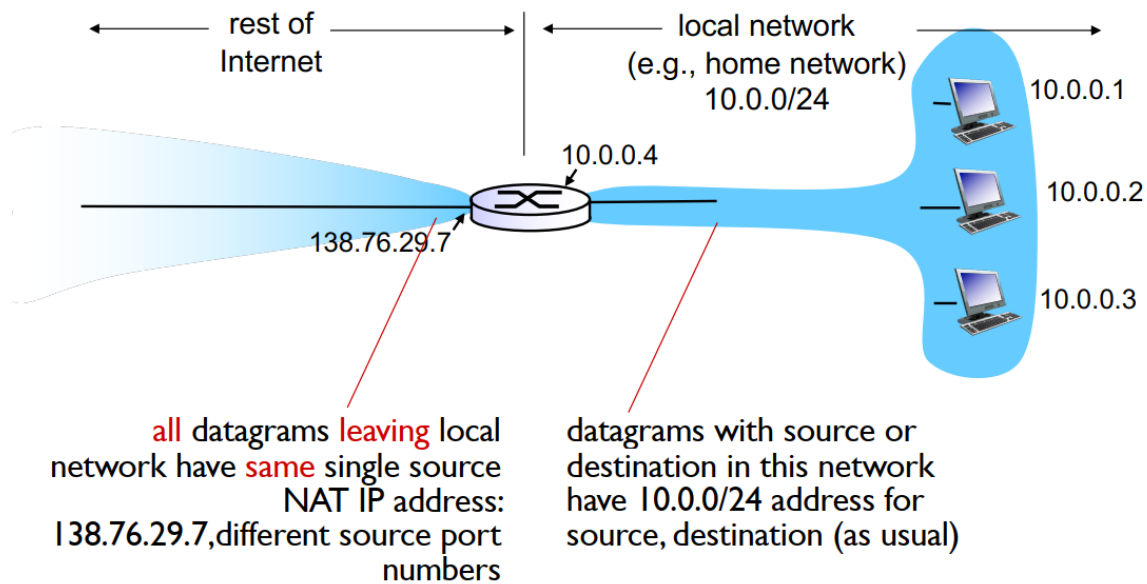 rest of
Internet
local network
(e.g., home network)
10.0.0/24
10.0.0.1
10.0.0.4
10.0.0.2
138.76.29.7
10.0.0.3
all datagrams leaving local
network have same single source
NAT IP address:
138.76.29.7,different source port
numbers
datagrams with source or
destination in this network
have 10.0.0/24 address for
source, destination (as usual)